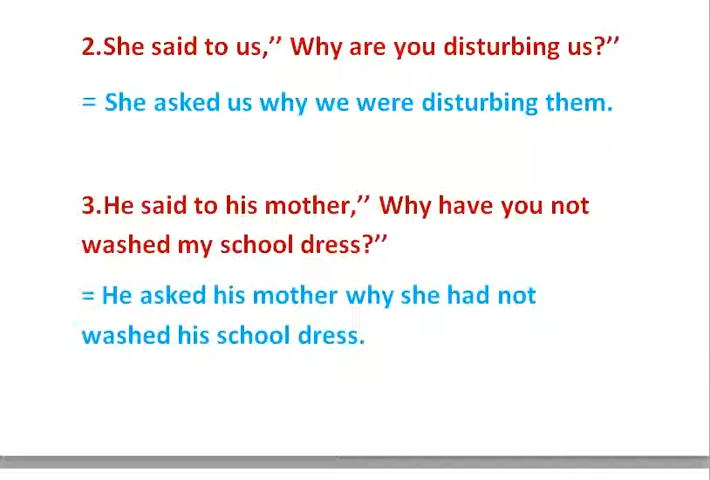 2.She said to us,’’ Why are you disturbing us?’’
= She asked us why we were disturbing them.
3.He said to his mother,’’ Why have you not
washed my school dress?’’
= He asked his mother why she had not
washed his school dress.